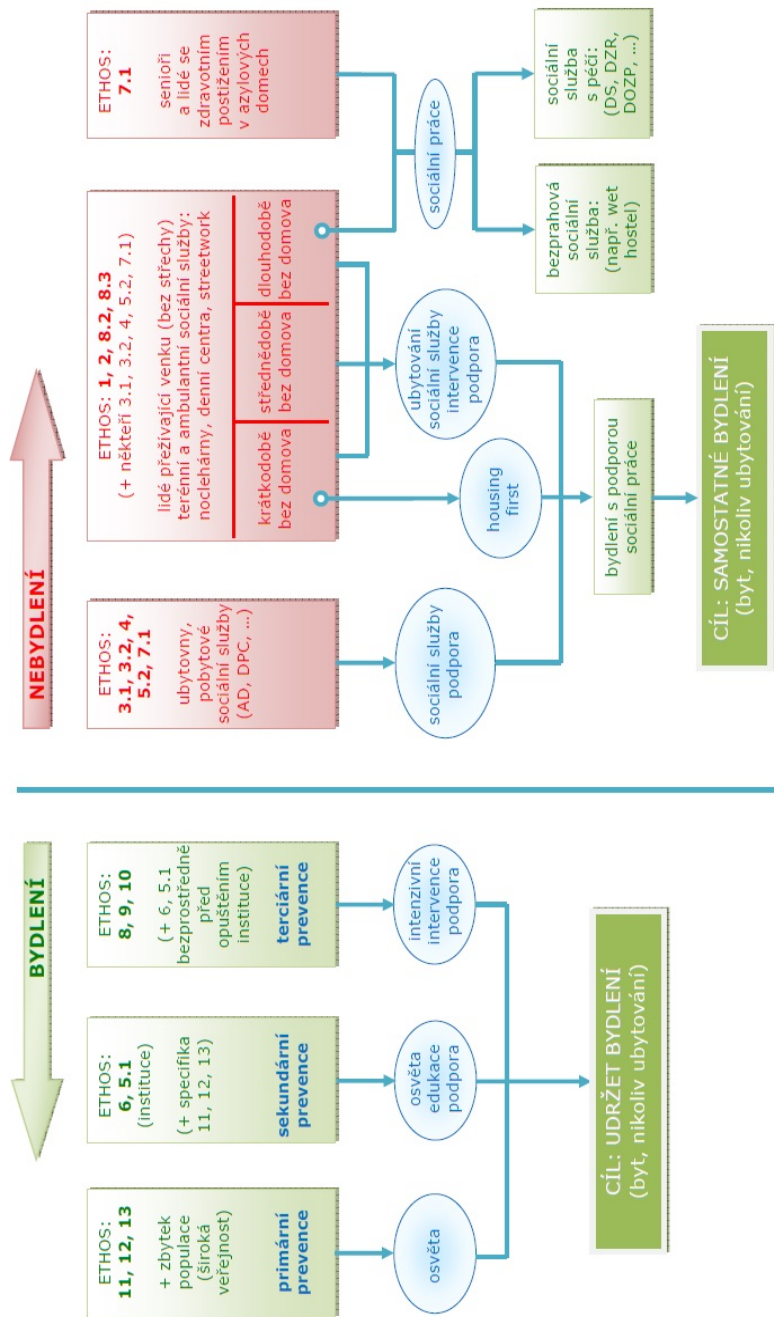 BYDLENÍ
NEBYDLENÍ
ETHOS:
11, 12, 13
+ zbytek
populace
(široká
veřejnost)
primární
prevence
ETHOS:
6, 5.1
(instituce)
(+ specifika
11, 12, 13)
sekundární
prevence
ETHOS:
8, 9, 10
(+ 6, 5.1
bezprostředně
před
opuštěním
instituce)
terciární
prevence
osvěta
osvěta
edukace
podpora
intenzivní
intervence
podpora
CÍL: UDRŽET BYDLENÍ
(byt, nikoliv ubytování)
ETHOS:
3.1, 3.2, 4,
5.2, 7.1
ubytovny,
pobytové
sociální služby
(AD, DPC, ...)
ETHOS: 1, 2, 8.2, 8.3
(+ někteří 3.1, 3.2, 4, 5.2, 7.1)
lidé přežívající venku (bez střechy)
terénní a ambulantní sociální služby:
noclehárny, denní centra, streetwork
krátkodobě
bez domova
střednědobě
bez domova
dlouhodobě
bez domova
ETHOS:
7.1
senioři
a lidé se
zdravotním
postižením
v azylových
domech
sociální služby
podpora
housing
first
ubytování
sociální služby
intervence
podpora
sociální práce
bydlení s podporou
sociální práce
bezprahová
sociální
služba:
(např. wet
hostel)
sociální
služba
s péčí:
(DS, DZR,
DOZP, ...)
CÍL: SAMOSTATNÉ BYDLENÍ
(byt, nikoliv ubytování)